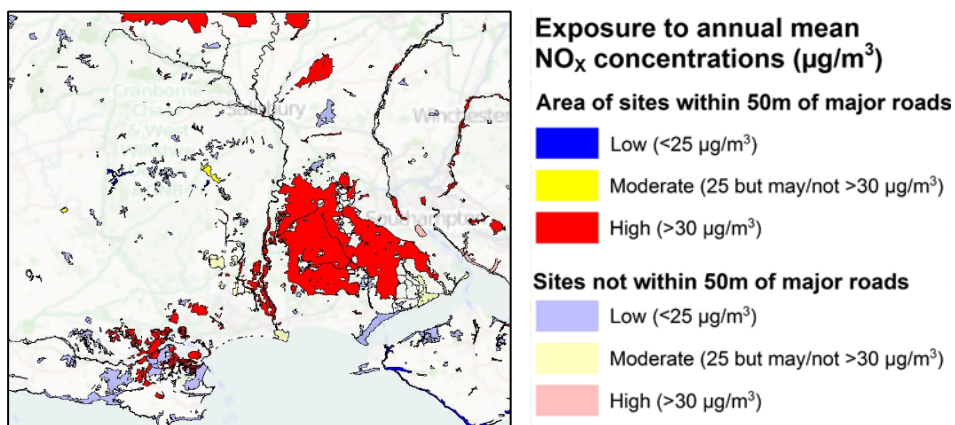 Cranborne
Salisbury
Winchester
Southampton
Exposure to annual mean
NOX concentrations (µg/m³)
Area of sites within 50m of major roads
Low (<25 µg/m³)
Moderate (25 but may/not >30 µg/m³)
High (>30 µg/m³)
Sites not within 50m of major roads
Low (<25 µg/m³)
Moderate (25 but may/not >30 µg/m³)
High (>30 µg/m³)